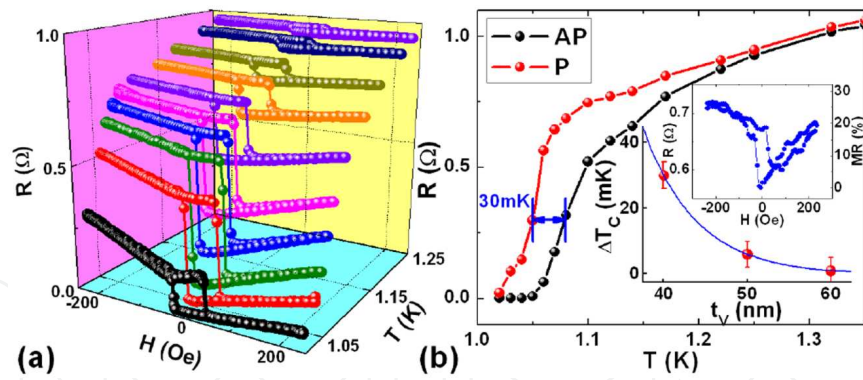 1.0
0.5
0.0
R (Ω)
-200
0
200
H (Oe)
1.05
1.15
1.25
T (K)
(a)
1.0
0.5
0.0
R (Ω)
AP
P
30mK
1.0
1.1
1.2
1.3
T (K)
(b)
40
20
0
ΔT_C (mK)
40
50
60
t_V (nm)
0.7
0.6
R (Ω)
30
20
10
0
MR (%)
-200
0
200
H (Oe)